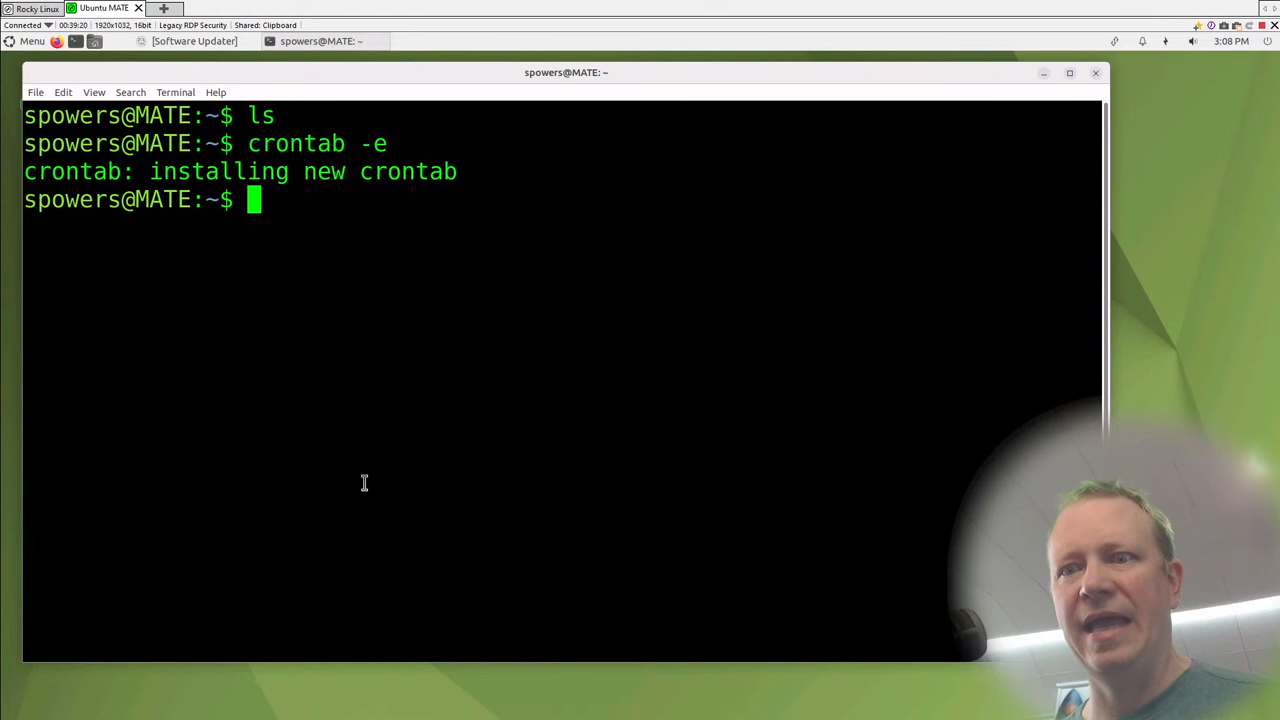 Rocky Linux Ubuntu MATE
Connected 00:39:20 1920x1032, 16bit Legacy RDP Security Shared: Clipboard
Menu [Software Updater] spowers@MATE: ~ 3:08 PM
spowers@MATE: ~
File Edit View Search Terminal Help
spowers@MATE:~$ ls
spowers@MATE:~$ crontab -e
crontab: installing new crontab
spowers@MATE:~$